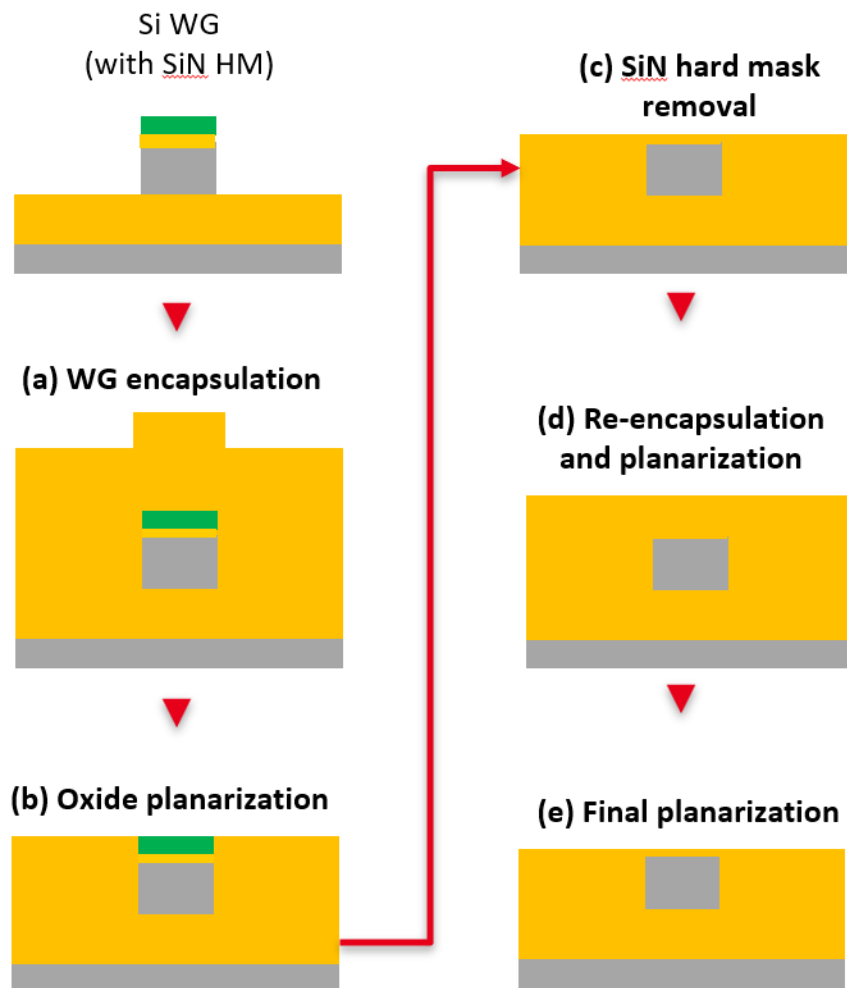 Si WG
(with SiN HM)
(a) WG encapsulation
(b) Oxide planarization
(c) SiN hard mask
removal
(d) Re-encapsulation
and planarization
(e) Final planarization